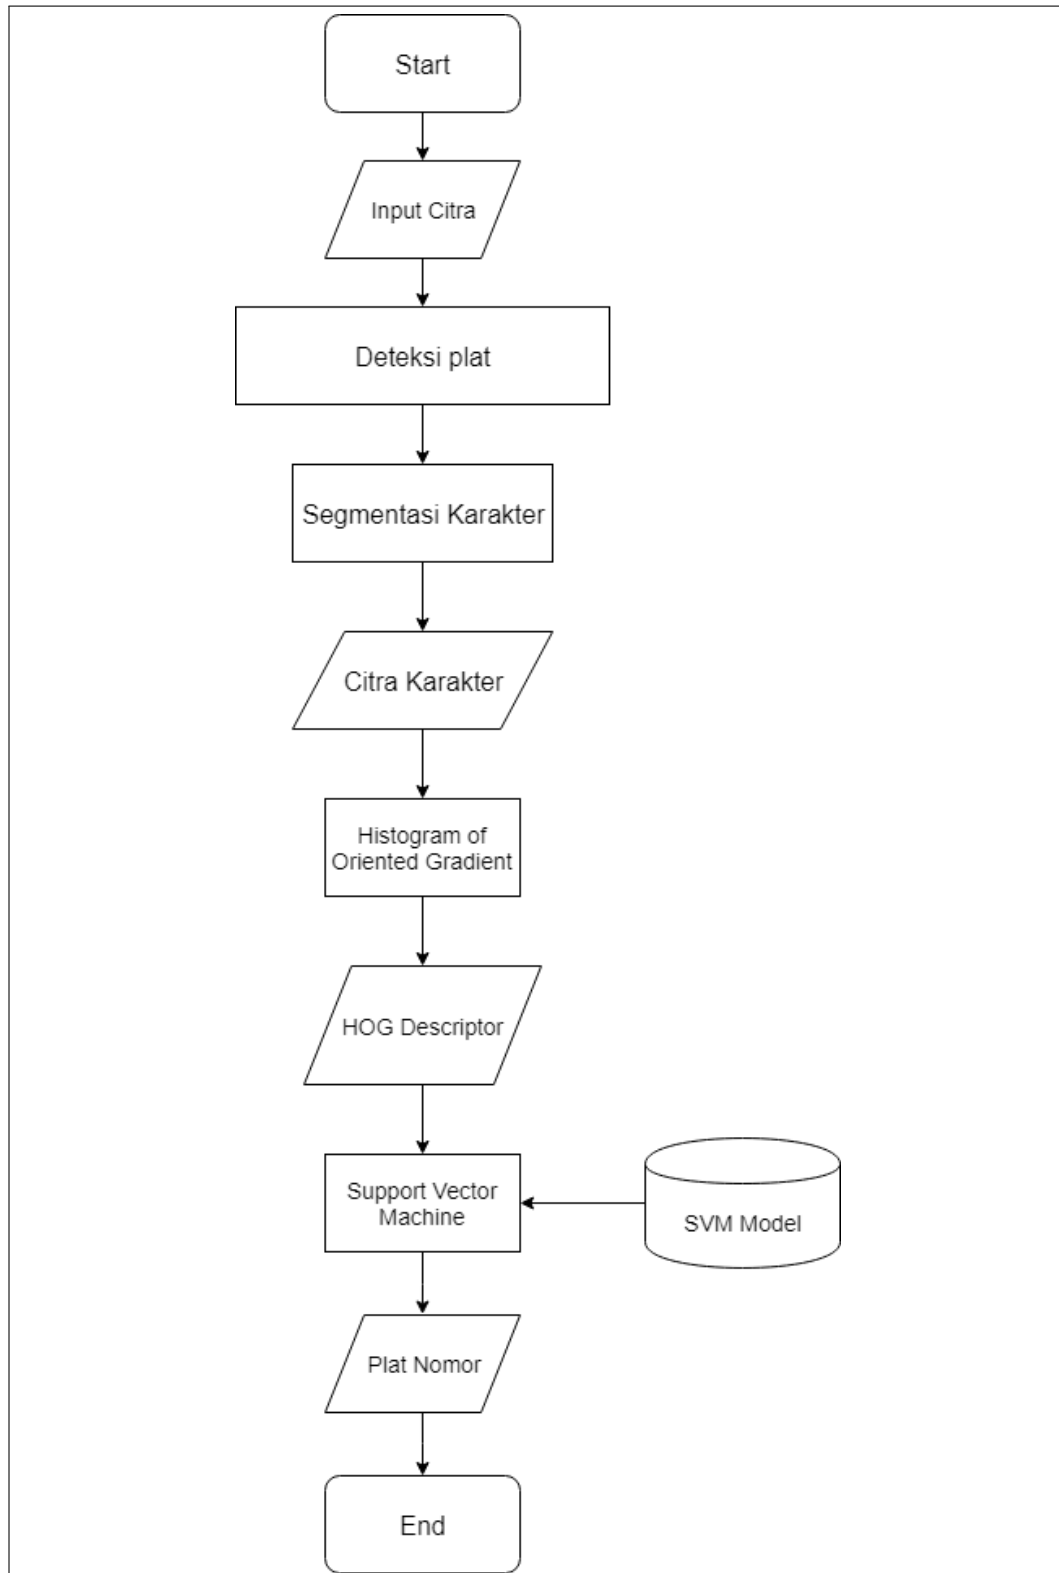 Start
Input Citra
Deteksi plat
Segmentasi Karakter
Citra Karakter
Histogram of
Oriented Gradient
HOG Descriptor
Support Vector
Machine
SVM Model
Plat Nomor
End